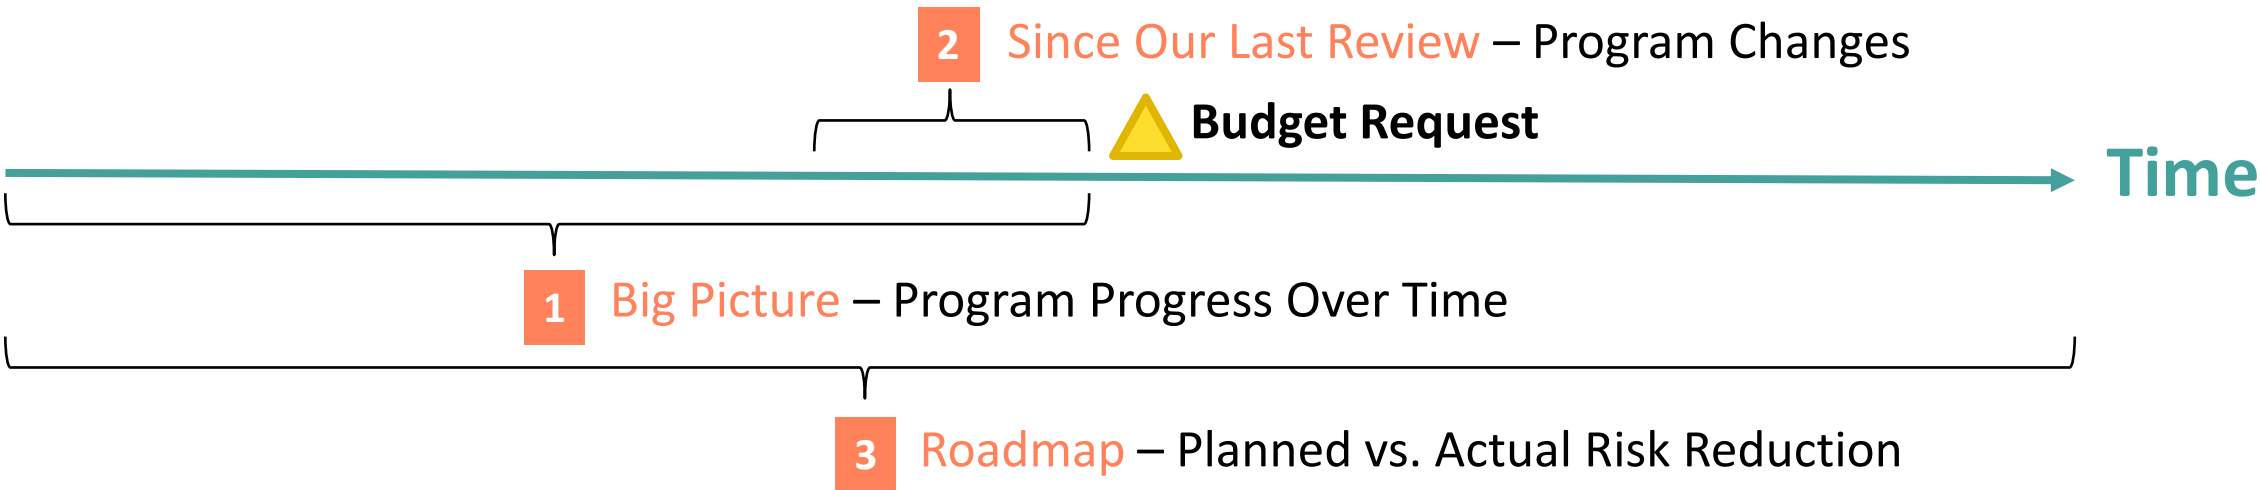 2 Since Our Last Review – Program Changes
Budget Request
Time
1 Big Picture – Program Progress Over Time
3 Roadmap – Planned vs. Actual Risk Reduction